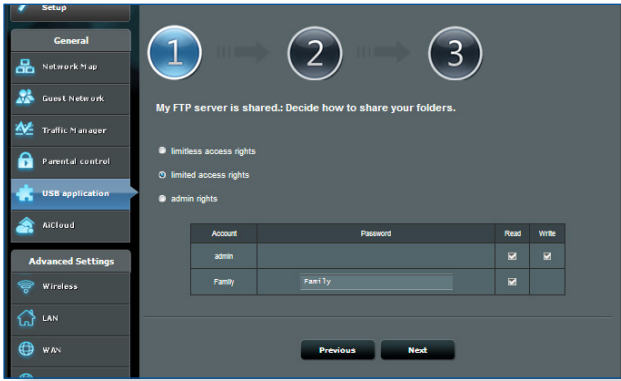 Setup
General
Network Map
Guest Network
Traffic Manager
Parental control
USB application
AiCloud
Advanced Settings
Wireless
LAN
WAN
1 2 3
My FTP server is shared.: Decide how to share your folders.
limitless access rights
limited access rights
admin rights
Account Password Read Write
admin
Family Family
Previous Next